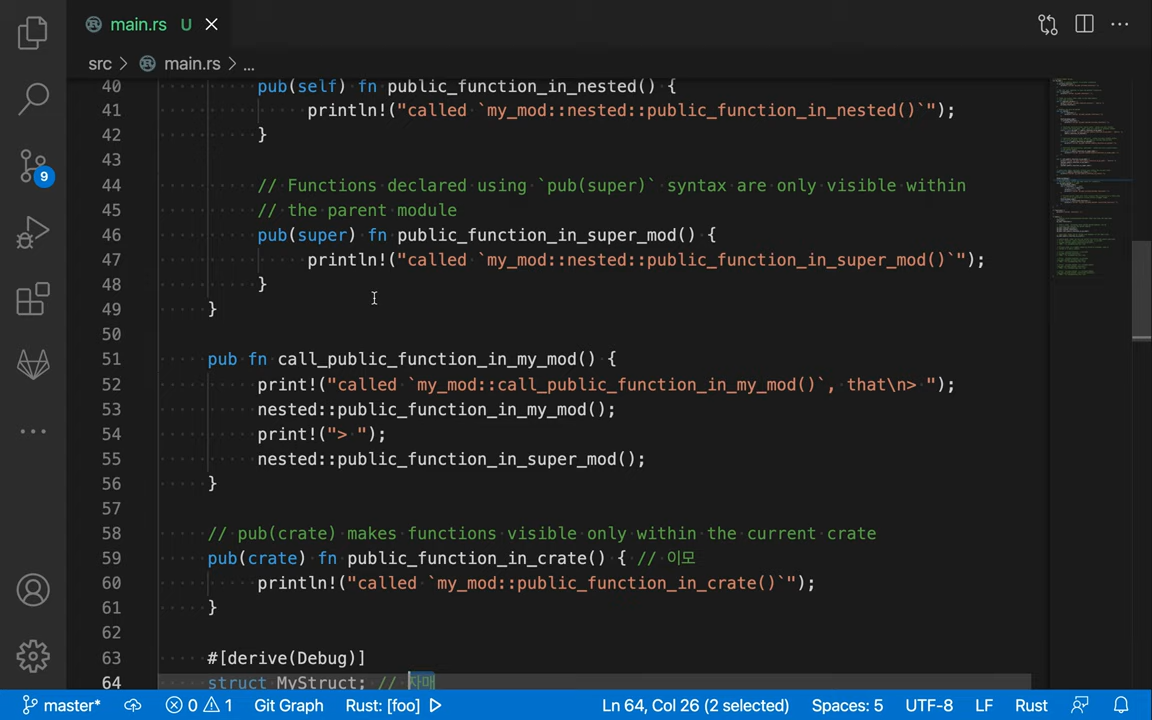 main.rs U
src > main.rs > ...
40 pub(self) fn public_function_in_nested() {
41 println!("called `my_mod::nested::public_function_in_nested()`");
42 }
43
44 // Functions declared using `pub(super)` syntax are only visible within
45 // the parent module
46 pub(super) fn public_function_in_super_mod() {
47 println!("called `my_mod::nested::public_function_in_super_mod()`");
48 }
49 }
50
51 pub fn call_public_function_in_my_mod() {
52 print!("called `my_mod::call_public_function_in_my_mod()`, that\n> ");
53 nested::public_function_in_my_mod();
54 print!("> ");
55 nested::public_function_in_super_mod();
56 }
57
58 // pub(crate) makes functions visible only within the current crate
59 pub(crate) fn public_function_in_crate() { // 이모
60 println!("called `my_mod::public_function_in_crate()`");
61 }
62
63 #[derive(Debug)]
64 struct MyStruct; // 자매
9
master* 0 1 Git Graph Rust: [foo] Ln 64, Col 26 (2 selected) Spaces: 5 UTF-8 LF Rust